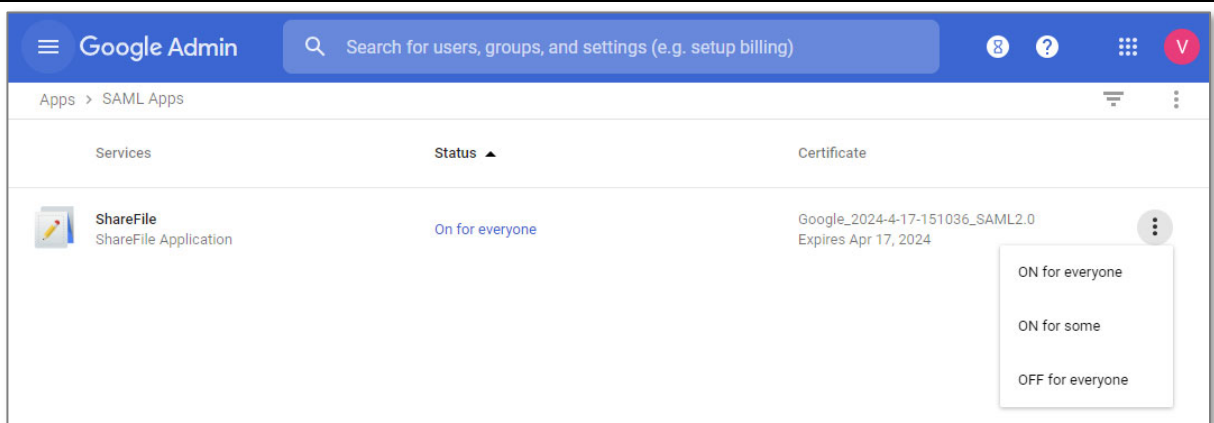 Google Admin
Search for users, groups, and settings (e.g. setup billing)
V
Apps > SAML Apps
Services
Status
Certificate
ShareFile
ShareFile Application
On for everyone
Google_2024-4-17-151036_SAML2.0
Expires Apr 17, 2024
ON for everyone
ON for some
OFF for everyone